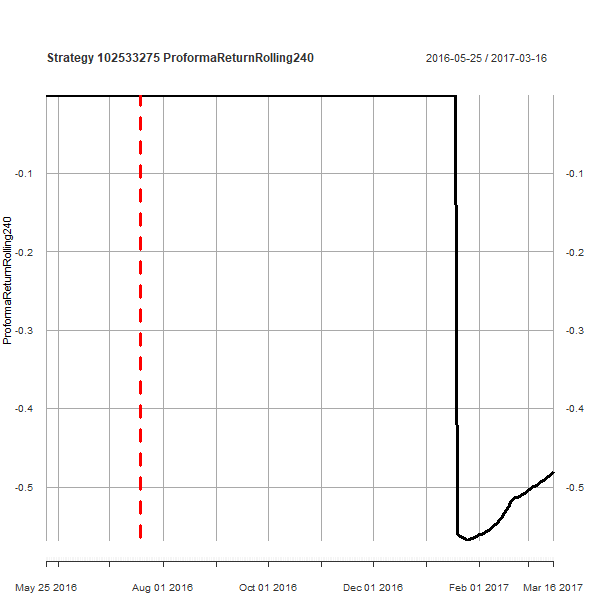 Strategy 102533275 ProformaReturnRolling240
2016-05-25 / 2017-03-16
ProformaReturnRolling240
-0.1
-0.2
-0.3
-0.4
-0.5
-0.1
-0.2
-0.3
-0.4
-0.5
May 25 2016
Aug 01 2016
Oct 01 2016
Dec 01 2016
Feb 01 2017
Mar 16 2017